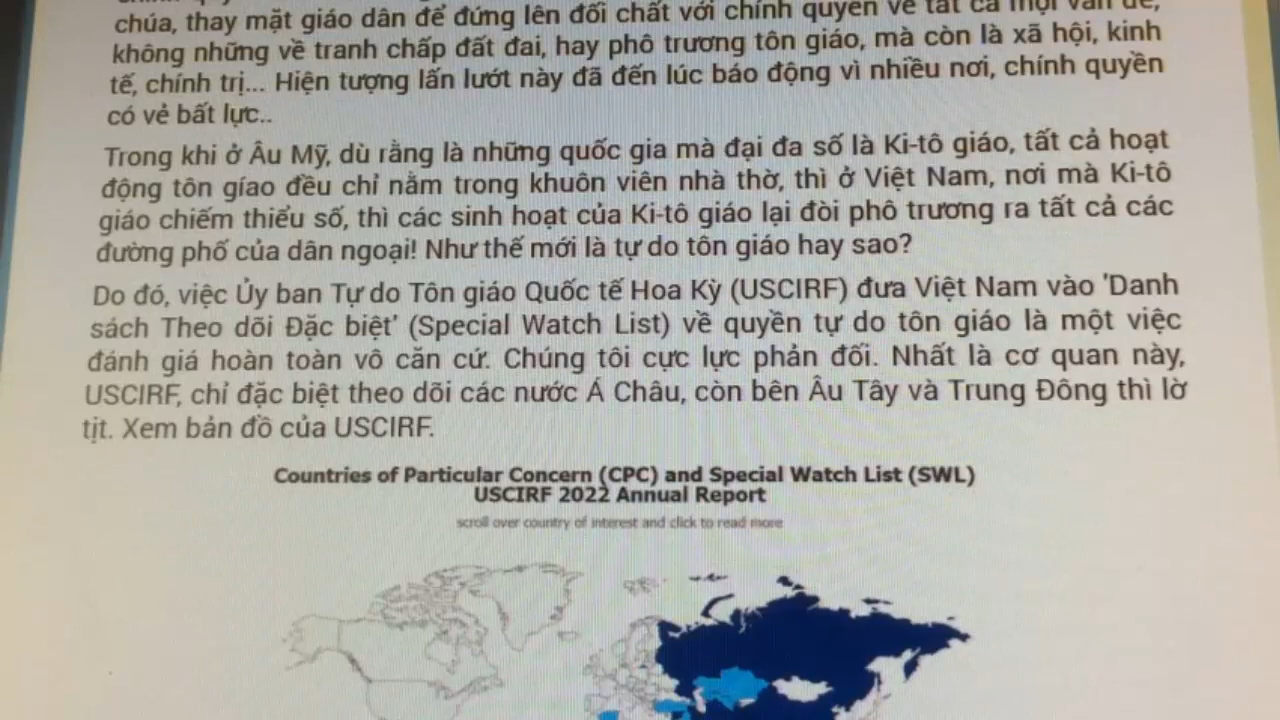 chúa, thay mặt giáo dân để đứng lên đối chất với chính quyền về tất cả mọi vấn đề,
không những về tranh chấp đất đai, hay phô trương tôn giáo, mà còn là xã hội, kinh
tế, chính trị... Hiện tượng lấn lướt này đã đến lúc báo động vì nhiều nơi, chính quyền
có vẻ bất lực..
Trong khi ở Âu Mỹ, dù rằng là những quốc gia mà đại đa số là Ki-tô giáo, tất cả hoạt
động tôn gíao đều chỉ nằm trong khuôn viên nhà thờ, thì ở Việt Nam, nơi mà Ki-tô
giáo chiếm thiểu số, thì các sinh hoạt của Ki-tô giáo lại đòi phô trương ra tất cả các
đường phố của dân ngoại! Như thế mới là tự do tôn giáo hay sao?
Do đó, việc Ủy ban Tự do Tôn giáo Quốc tế Hoa Kỳ (USCIRF) đưa Việt Nam vào 'Danh
sách Theo dõi Đặc biệt' (Special Watch List) về quyền tự do tôn giáo là một việc
đánh giá hoàn toàn vô căn cứ. Chúng tôi cực lực phản đối. Nhất là cơ quan này,
USCIRF, chỉ đặc biệt theo dõi các nước Á Châu, còn bên Âu Tây và Trung Đông thì lờ
tịt. Xem bản đồ của USCIRF.
Countries of Particular Concern (CPC) and Special Watch List (SWL)
USCIRF 2022 Annual Report
scroll over country of interest and click to read more